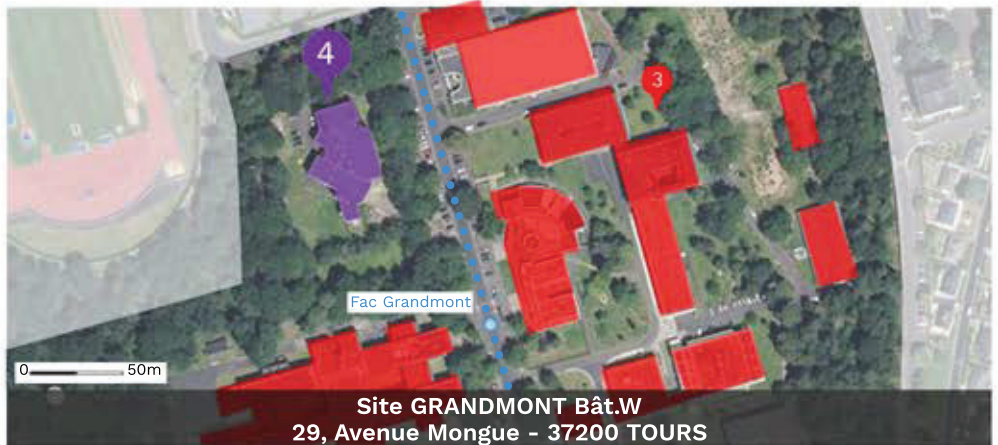 4
3
Fac Grandmont
0 50m
Site GRANDMONT Bât.W
29, Avenue Mongue - 37200 TOURS